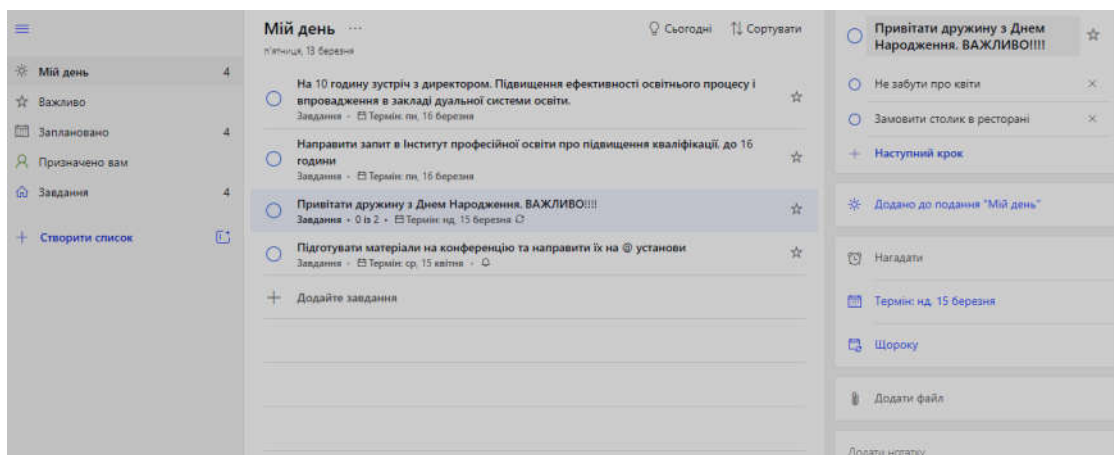 Мій день 4
Важливо
Заплановано 4
Призначено вам
Завдання 4
Створити список
Мій день ...
п'ятниця, 13 березня
Сьогодні
Сортувати
На 10 годину зустріч з директором. Підвищення ефективності освітнього процесу і
впровадження в закладі дуальної системи освіти.
Завдання • Термін: пн, 16 березня
Направити запит в Інститут професійної освіти про підвищення кваліфікації. до 16
години
Завдання • Термін: пн, 16 березня
Привітати дружину з Днем Народження. ВАЖЛИВО!!!!
Завдання • 0 із 2 • Термін: нд, 15 березня
Підготувати матеріали на конференцію та направити їх на @ установи
Завдання • Термін: ср, 15 квітня •
Додайте завдання
Привітати дружину з Днем
Народження. ВАЖЛИВО!!!!
Не забути про квіти
Замовити столик в ресторані
Наступний крок
Додано до подання "Мій день"
Нагадати
Термін: нд, 15 березня
Щороку
Додати файл
Додати нотатку